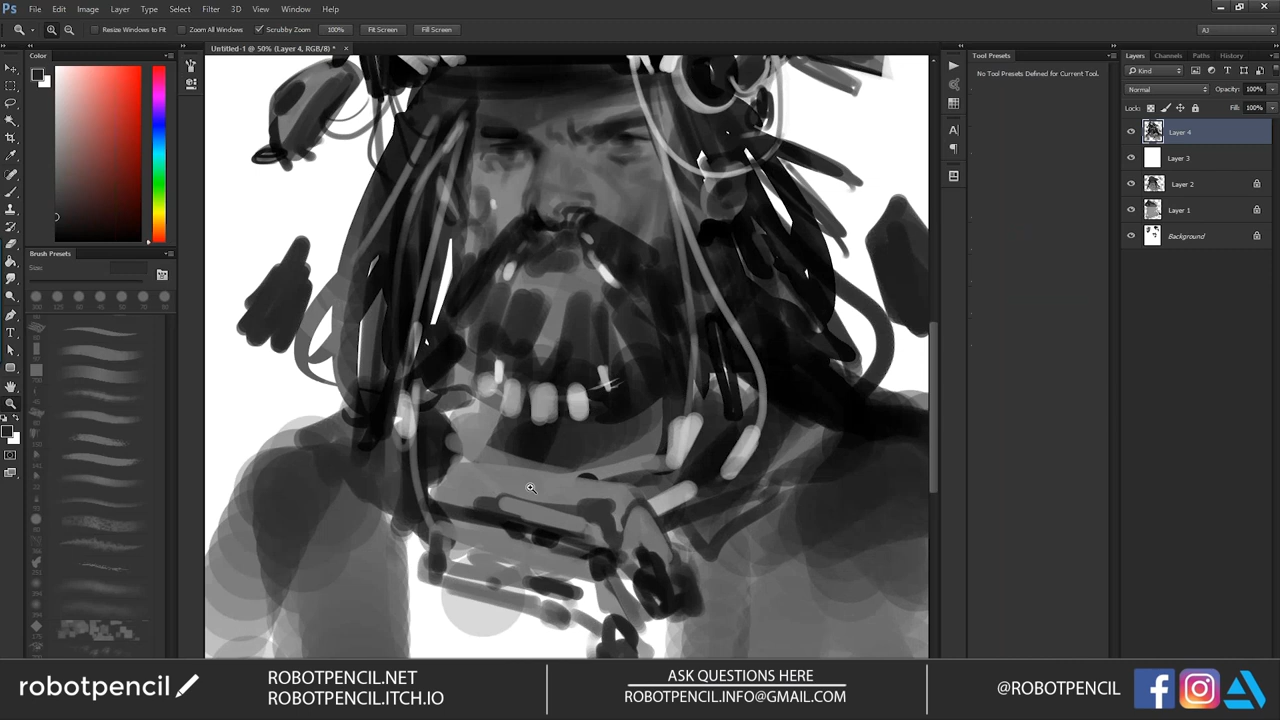 Ps File Edit Image Layer Type Select Filter 3D View Window Help
Resize Windows to Fit Zoom All Windows Scrubby Zoom 100% Fit Screen Fill Screen AJ
Untitled-1 @ 50% (Layer 4, RGB/8) * ×
Color
Brush Presets
Size:
Tool Presets
No Tool Presets Defined for Current Tool.
Layers Channels Paths History
Kind
Normal Opacity: 100%
Lock: Fill: 100%
Layer 4
Layer 3
Layer 2
Layer 1
Background
robotpencil
ROBOTPENCIL.NET
ROBOTPENCIL.ITCH.IO
ASK QUESTIONS HERE
ROBOTPENCIL.INFO@GMAIL.COM
@ROBOTPENCIL